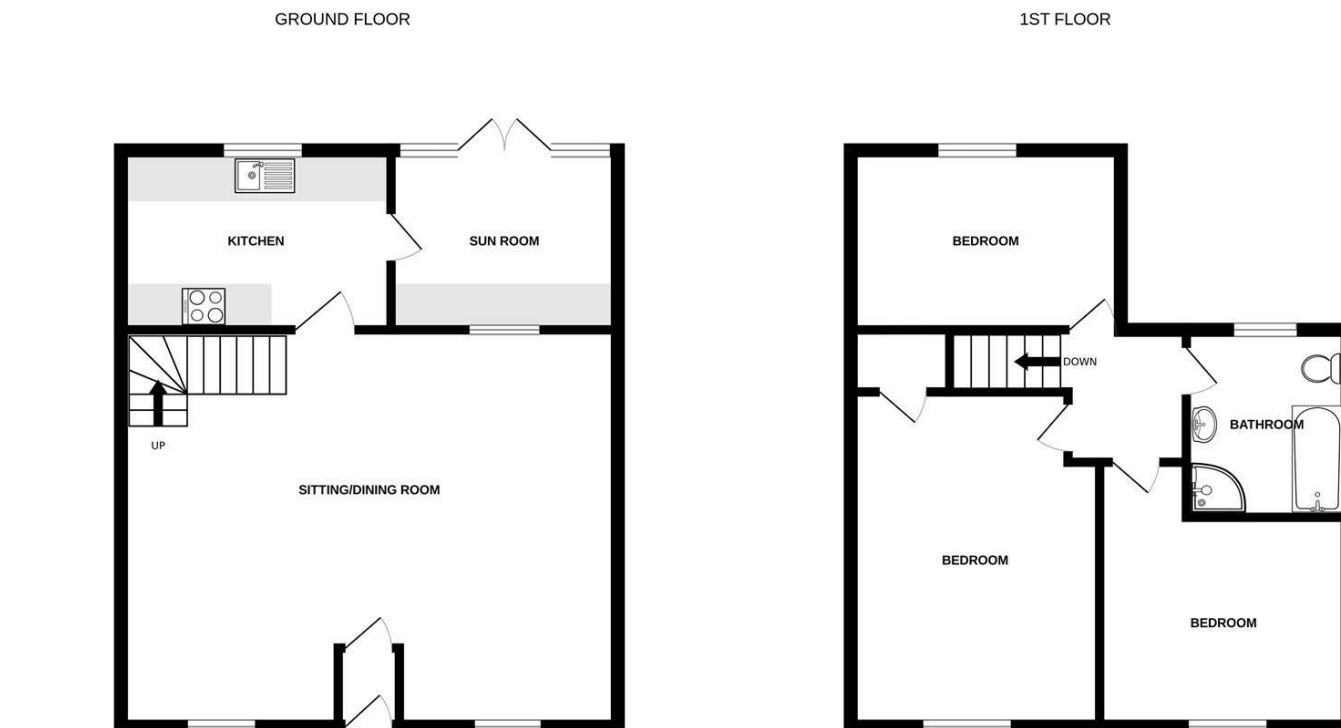 GROUND FLOOR
1ST FLOOR
KITCHEN
SUN ROOM
UP
SITTING/DINING ROOM
BEDROOM
DOWN
BATHROOM
BEDROOM
BEDROOM